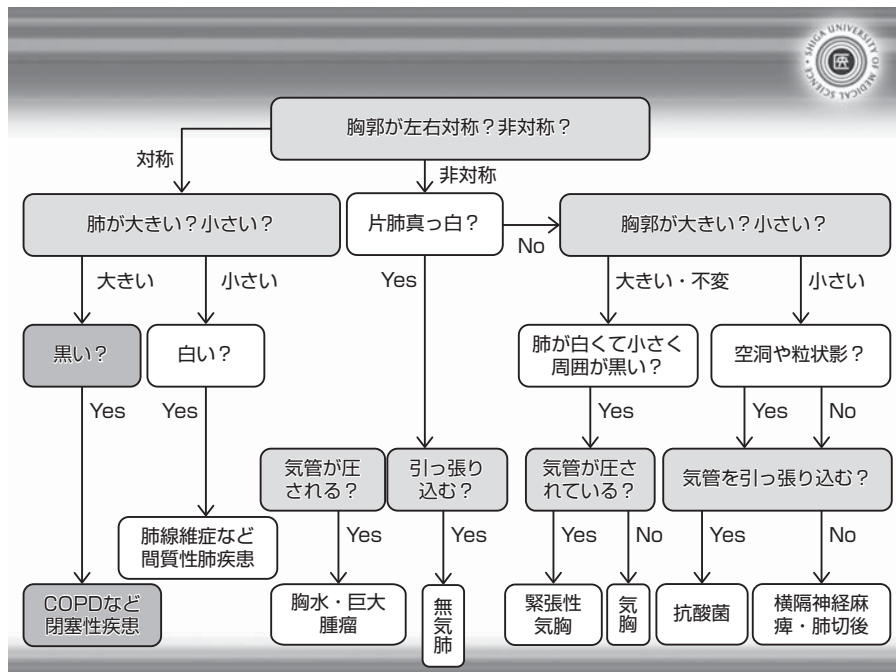 SHIGA UNIVERSITY
OF MEDICAL SCIENCE
医
胸郭が左右対称？非対称？
対称
非対称
肺が大きい？小さい？
片肺真っ白？
No
胸郭が大きい？小さい？
大きい
小さい
Yes
大きい・不変
小さい
黒い？
白い？
肺が白くて小さく
周囲が黒い？
空洞や粒状影？
Yes
Yes
Yes
Yes
No
気管が圧
される？
引っ張り
込む？
気管が圧さ
れている？
気管を引っ張り込む？
肺線維症など
間質性肺疾患
Yes
Yes
Yes
No
Yes
No
COPDなど
閉塞性疾患
胸水・巨大
腫瘤
無気肺
緊張性
気胸
気胸
抗酸菌
横隔神経麻
痺・肺切後